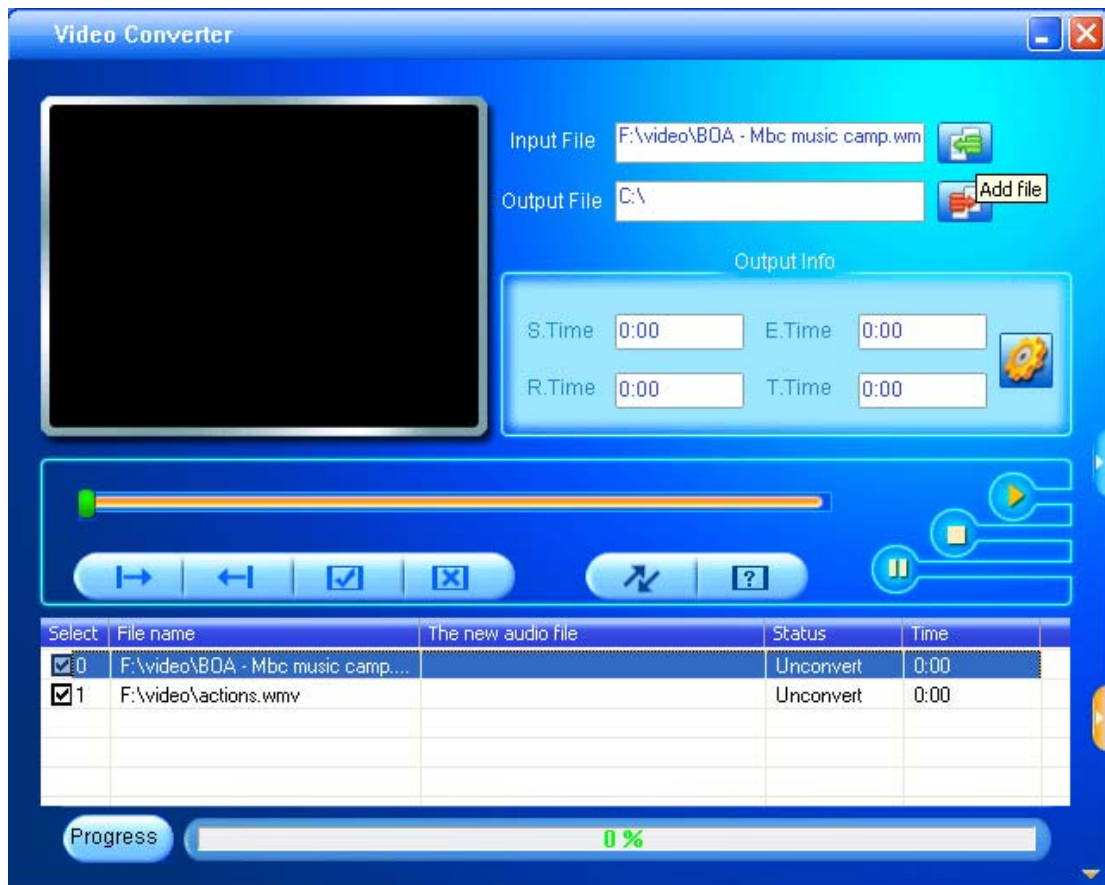 Video Converter
Input File F:\video\BOA - Mbc music camp.wm
Output File C:\
Add file
Output Info
S.Time 0:00 E.Time 0:00
R.Time 0:00 T.Time 0:00
Select File name The new audio file Status Time
0 F:\video\BOA - Mbc music camp.... Unconvert 0:00
1 F:\video\actions.wmv Unconvert 0:00
Progress 0 %